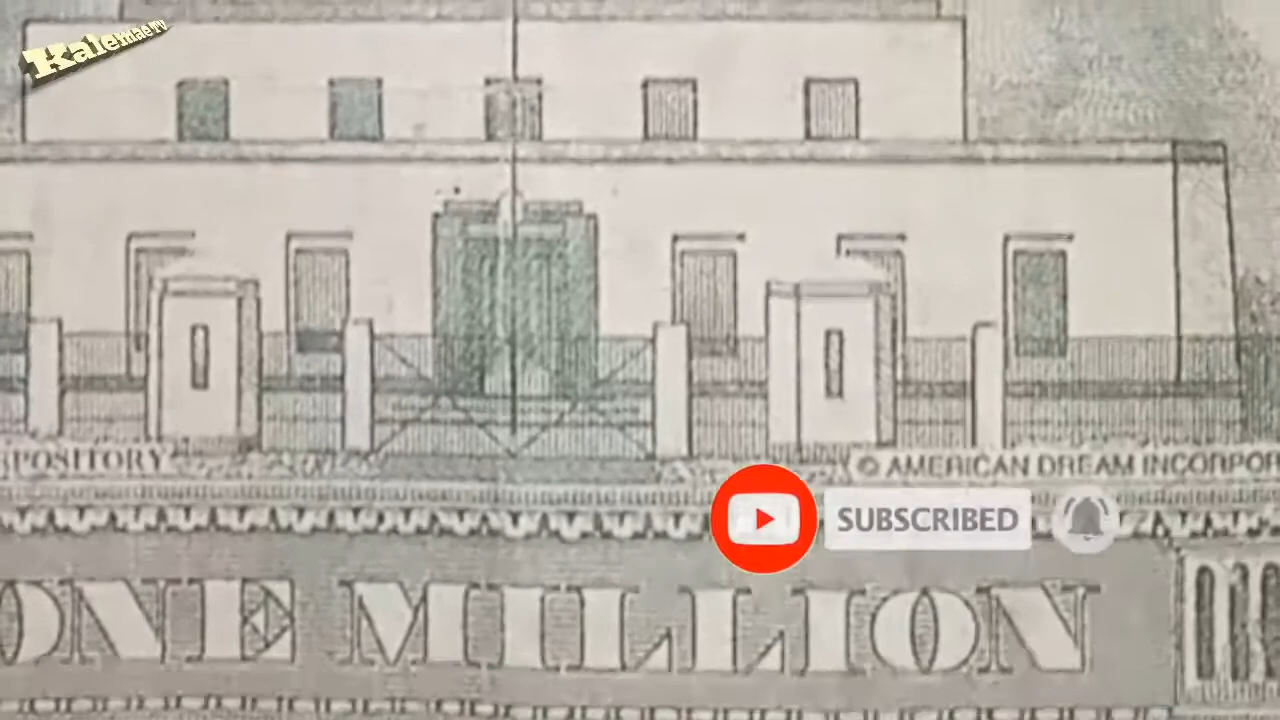 Kalemae Tv
POSITORY
© AMERICAN DREAM INCORPOR
SUBSCRIBED
ONE MILLION